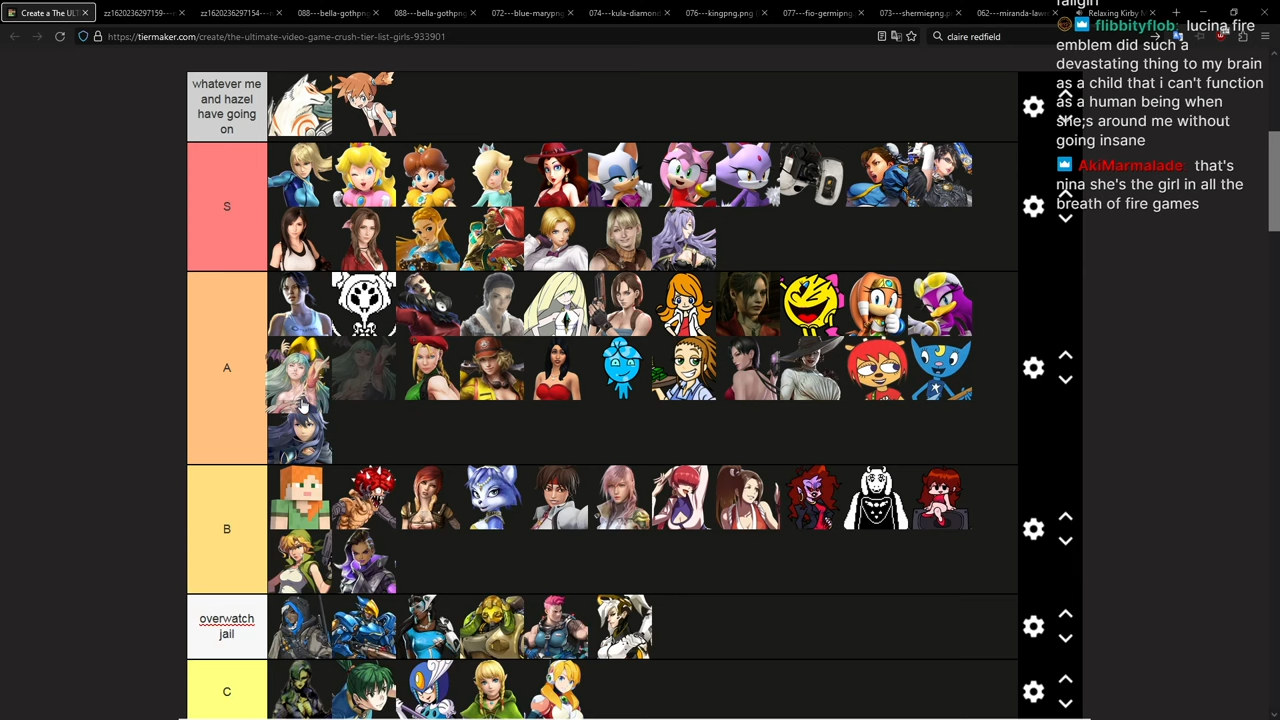 Create a The ULT
zz1620236297159---
zz1620236297154---
088---bella-gothpng
088---bella-gothpng
072---blue-marypng
074---kula-diamond
076---kingpng.png (
077---fio-germipng.
073---shermiepng.p
062---miranda-lawr
Relaxing Kirby M
https://tiermaker.com/create/the-ultimate-video-game-crush-tier-list-girls-933901
claire redfield
flibbityflob: lucina fire
emblem did such a
devastating thing to my brain
as a child that i can't function
as a human being when
she;s around me without
going insane
AkiMarmalade: that's
nina she's the girl in all the
breath of fire games
whatever me
and hazel
have going
on
S
A
B
overwatch
jail
C